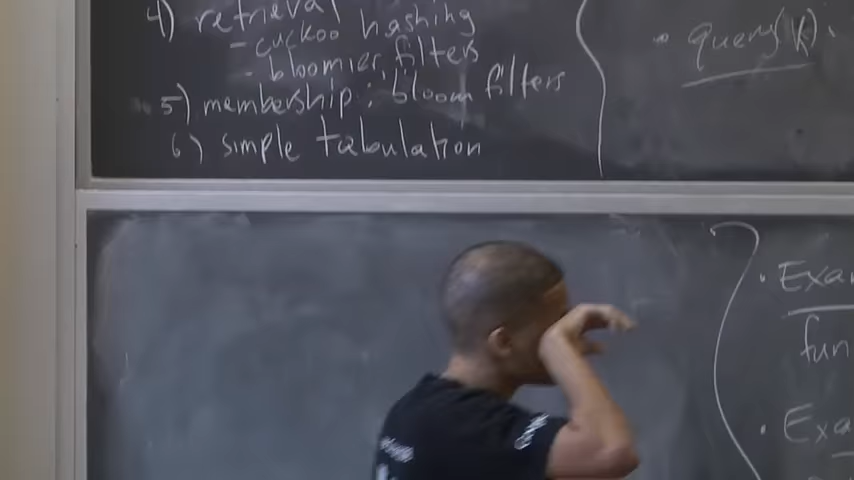 4) retrieval
- cuckoo hashing
- bloomier filters
5) membership: bloom filters
6) simple tabulation
• query(k).
• Exa
fun
• Exa